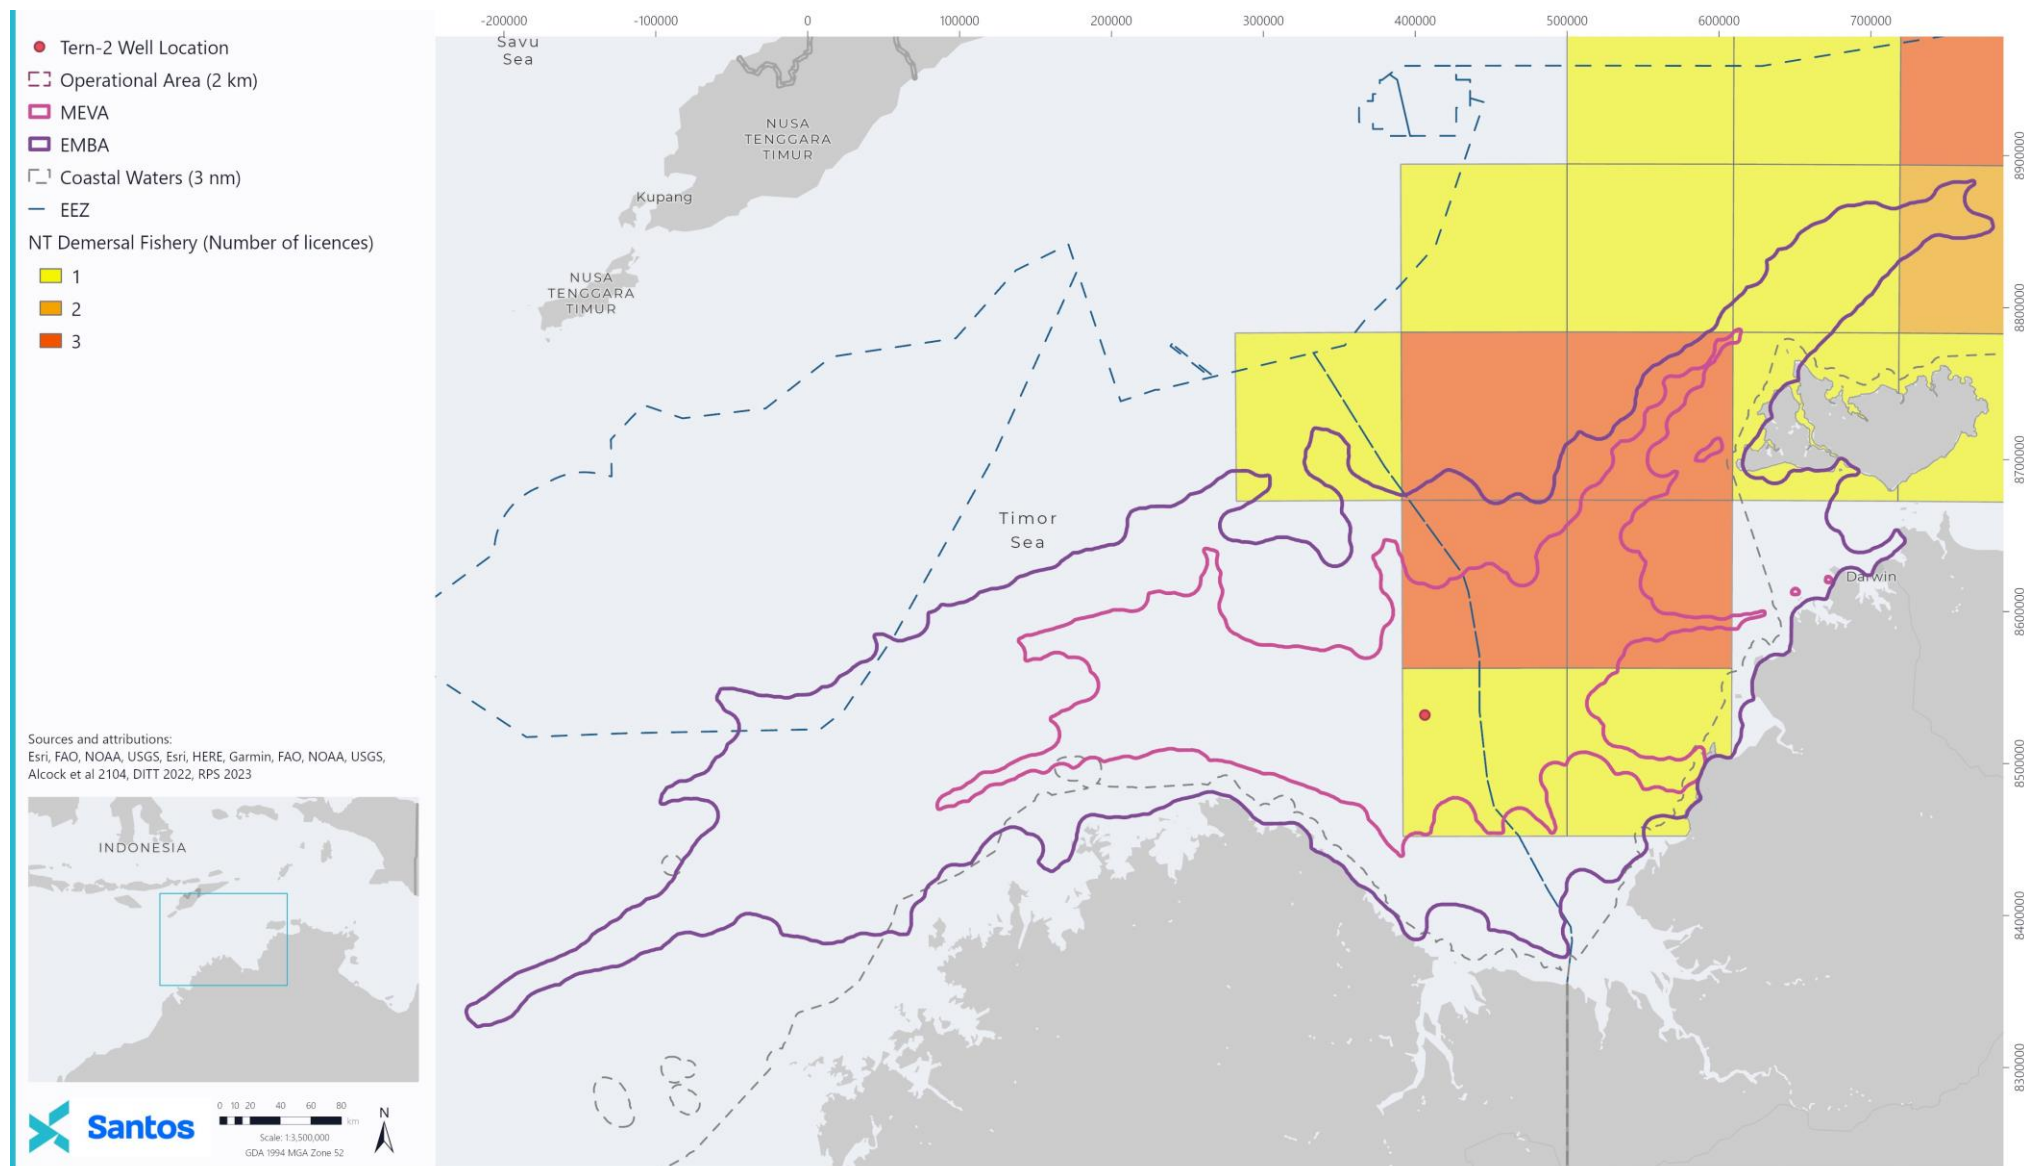 Tern-2 Well Location
Operational Area (2 km)
MEVA
EMBA
Coastal Waters (3 nm)
EEZ
NT Demersal Fishery (Number of licences)
1
2
3
Sources and attributions:
Esri, FAO, NOAA, USGS, Esri, HERE, Garmin, FAO, NOAA, USGS,
Alcock et al 2104, DITT 2022, RPS 2023
INDONESIA
Santos
0 10 20 40 60 80
km
Scale: 1:3,500,000
GDA 1994 MGA Zone 52
N
-200000 -100000 0 100000 200000 300000 400000 500000 600000 700000
Savu
Sea
NUSA
TENGGARA
TIMUR
Kupang
NUSA
TENGGARA
TIMUR
Timor
Sea
Darwin
8900000
8800000
8700000
8600000
8500000
8400000
8300000